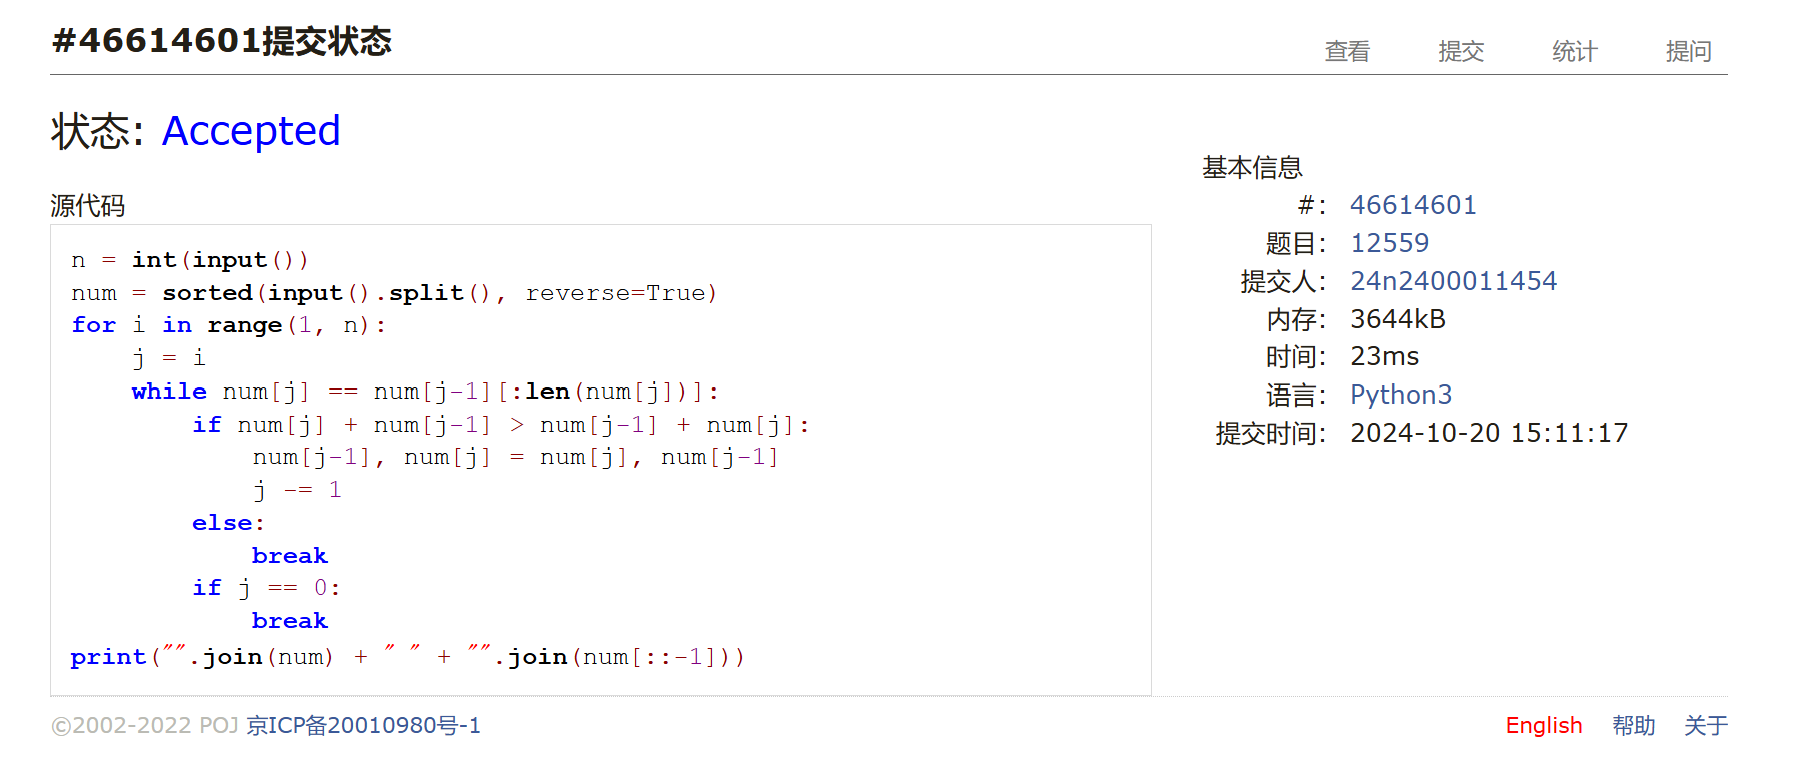 #46614601提交状态
查看 提交 统计 提问
状态: Accepted
源代码
n = int(input())
num = sorted(input().split(), reverse=True)
for i in range(1, n):
    j = i
    while num[j] == num[j-1][:len(num[j])]:
        if num[j] + num[j-1] > num[j-1] + num[j]:
            num[j-1], num[j] = num[j], num[j-1]
            j -= 1
        else:
            break
        if j == 0:
            break
print("".join(num) + " " + "".join(num[::-1]))
基本信息
#: 46614601
题目: 12559
提交人: 24n2400011454
内存: 3644kB
时间: 23ms
语言: Python3
提交时间: 2024-10-20 15:11:17
©2002-2022 POJ 京ICP备20010980号-1
English 帮助 关于